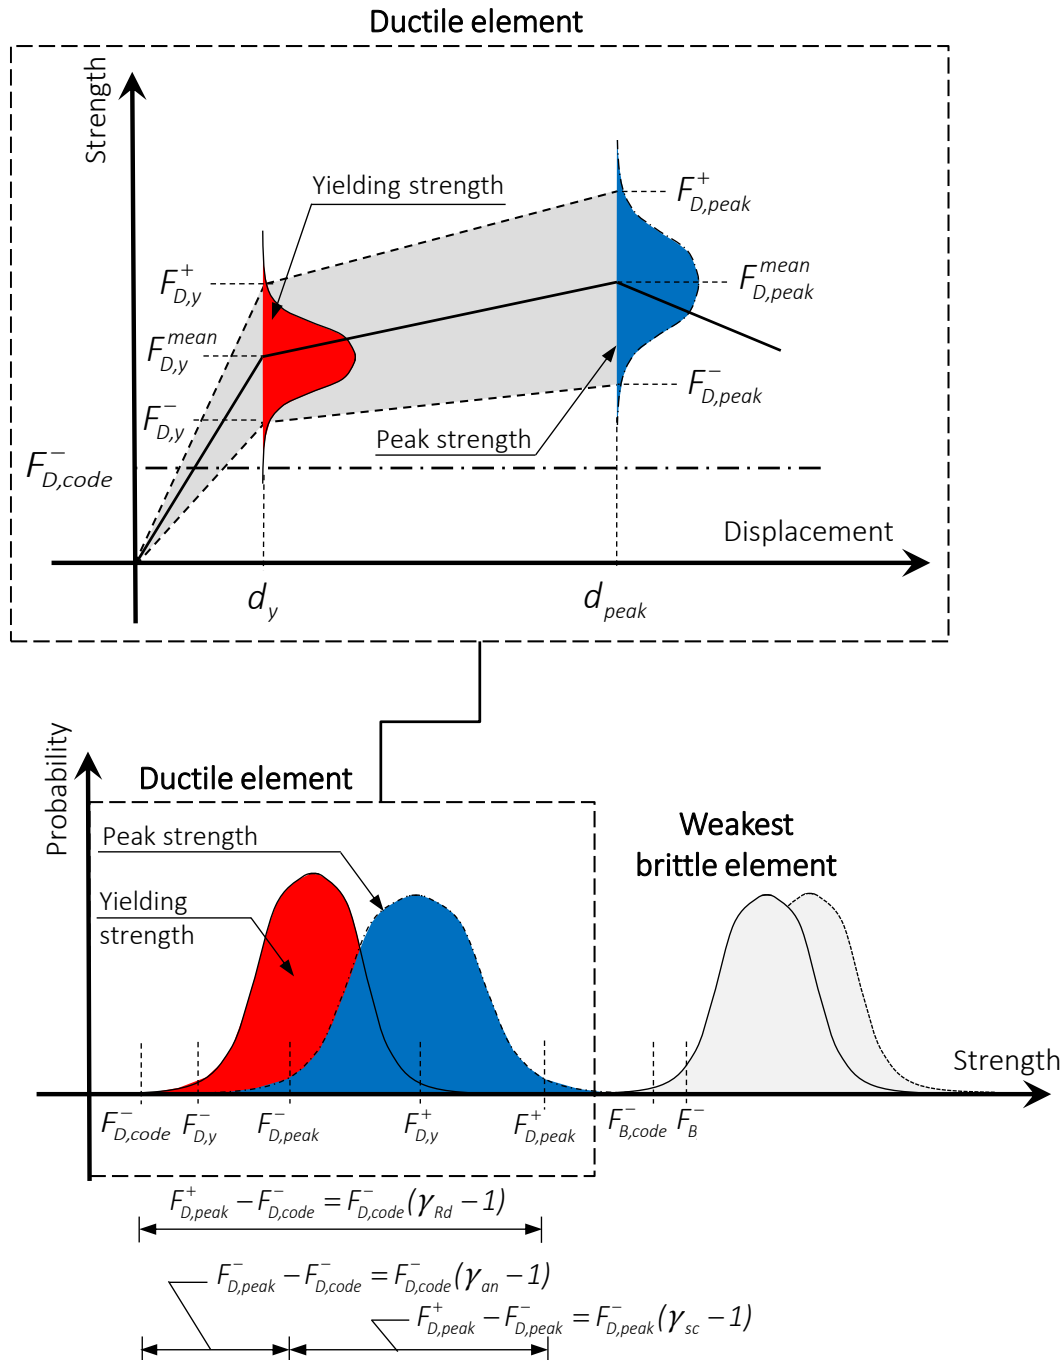 Ductile element
Strength
Yielding strength
F⁺D,peak
F⁺D,y
FᵐᵉᵃⁿD,peak
FᵐᵉᵃⁿD,y
F⁻D,peak
F⁻D,y
Peak strength
F⁻D,code
Displacement
dy
dpeak
Probability
Ductile element
Peak strength
Weakest
brittle element
Yielding
strength
Strength
F⁻D,code F⁻D,y F⁻D,peak F⁺D,y F⁺D,peak F⁻B,code F⁻B
F⁺D,peak − F⁻D,code = F⁻D,code(γRd − 1)
F⁻D,peak − F⁻D,code = F⁻D,code(γan − 1)
F⁺D,peak − F⁻D,peak = F⁻D,peak(γsc − 1)